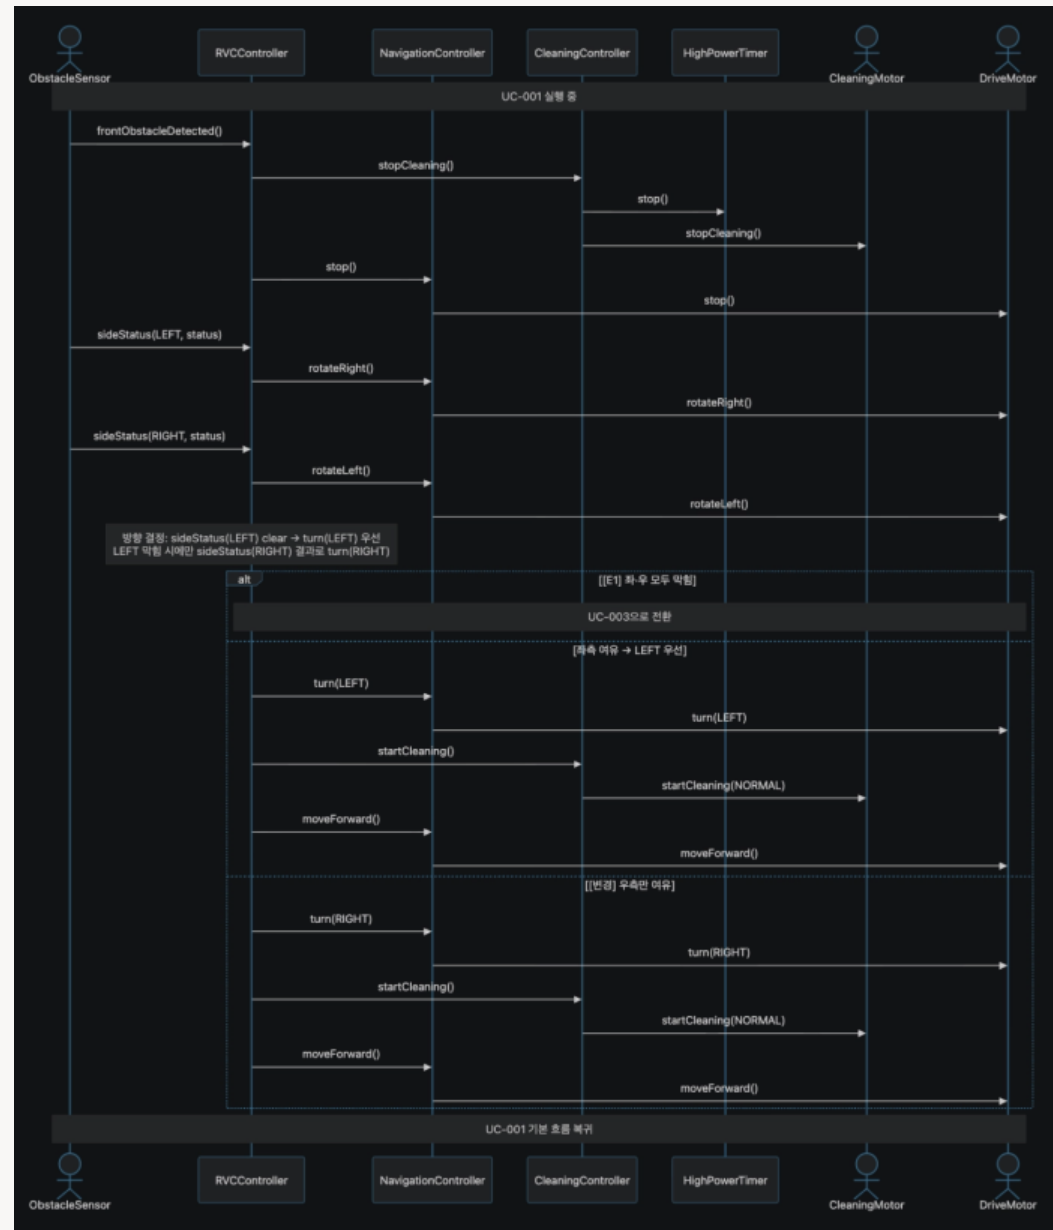 ObstacleSensor
RVCController
NavigationController
CleaningController
HighPowerTimer
CleaningMotor
DriveMotor
UC-001 실행 중
frontObstacleDetected()
stopCleaning()
stop()
stopCleaning()
stop()
stop()
sideStatus(LEFT, status)
rotateRight()
rotateRight()
sideStatus(RIGHT, status)
rotateLeft()
rotateLeft()
방향 결정: sideStatus(LEFT) clear → turn(LEFT) 우선
LEFT 막힘 시에만 sideStatus(RIGHT) 결과로 turn(RIGHT)
alt
[[E1] 좌·우 모두 막힘]
UC-003으로 전환
[좌측 여유 → LEFT 우선]
turn(LEFT)
turn(LEFT)
startCleaning()
startCleaning(NORMAL)
moveForward()
moveForward()
[[변경] 우측만 여유]
turn(RIGHT)
turn(RIGHT)
startCleaning()
startCleaning(NORMAL)
moveForward()
moveForward()
UC-001 기본 흐름 복귀
ObstacleSensor
RVCController
NavigationController
CleaningController
HighPowerTimer
CleaningMotor
DriveMotor